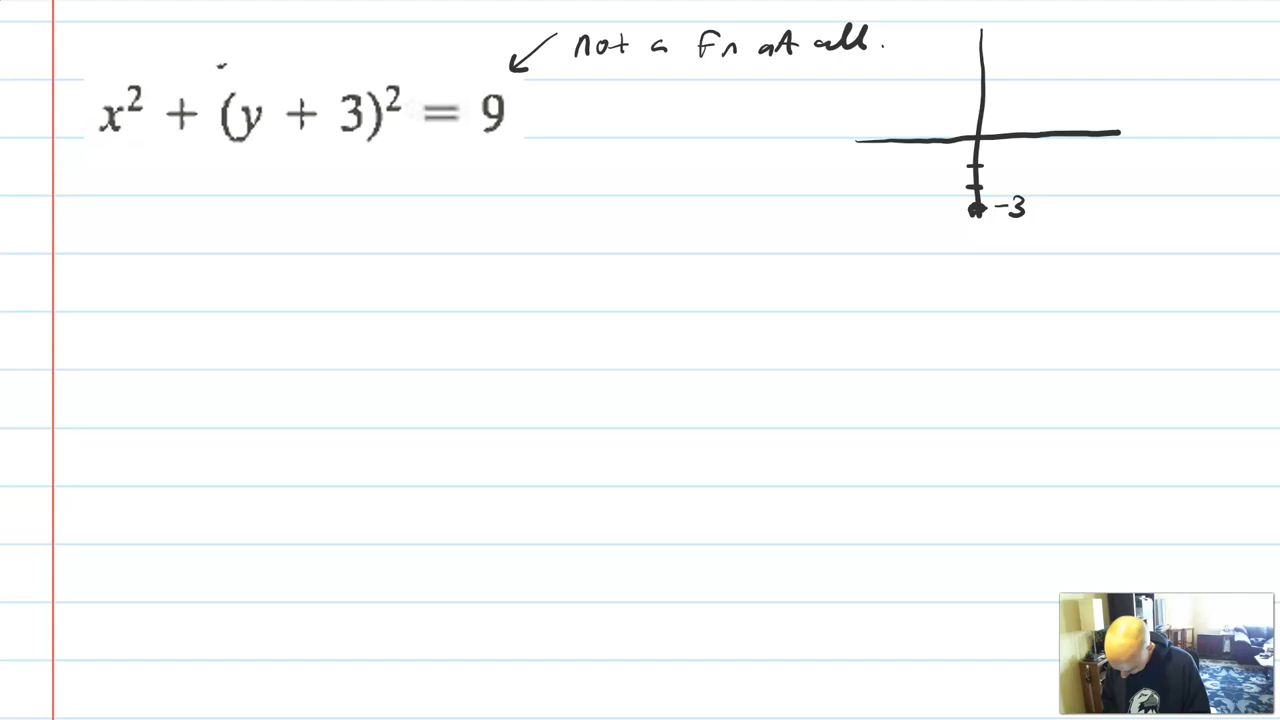 not a Fn at all.
x² + (y + 3)² = 9
-3